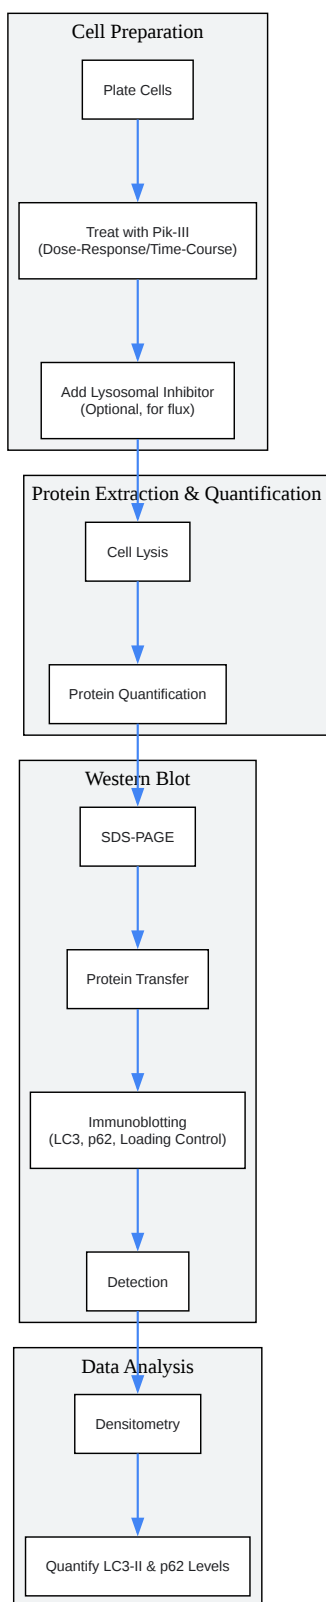 Cell Preparation
Plate Cells
Treat with Pik-III
(Dose-Response/Time-Course)
Add Lysosomal Inhibitor
(Optional, for flux)
Protein Extraction & Quantification
Cell Lysis
Protein Quantification
Western Blot
SDS-PAGE
Protein Transfer
Immunoblotting
(LC3, p62, Loading Control)
Detection
Data Analysis
Densitometry
Quantify LC3-II & p62 Levels